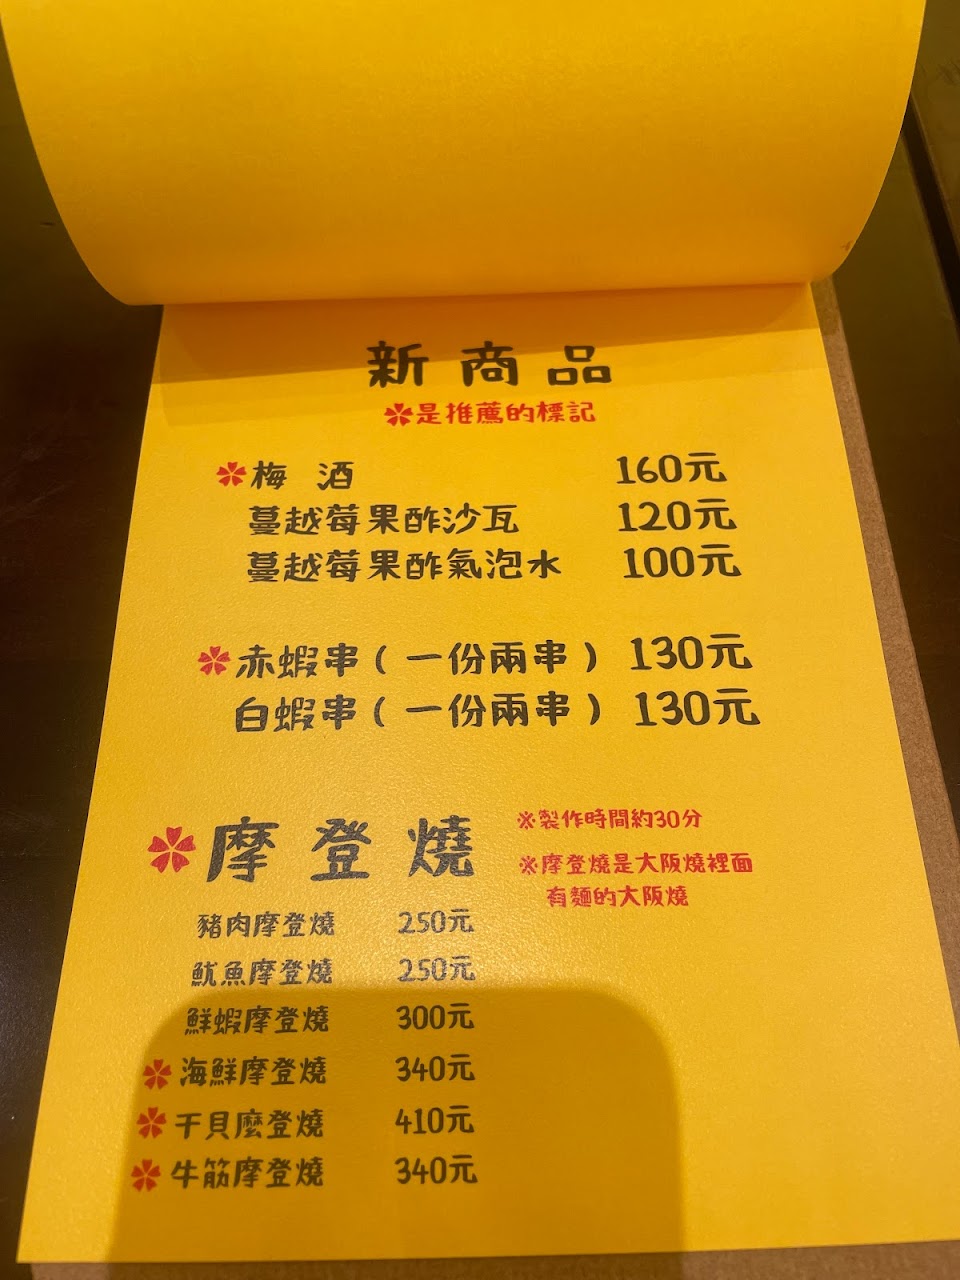 新商品
是推薦的標記
梅 酒 160元
蔓越莓果酢沙瓦 120元
蔓越莓果酢氣泡水 100元
赤蝦串（一份兩串） 130元
白蝦串（一份兩串） 130元
摩登燒
※製作時間約30分
※摩登燒是大阪燒裡面
有麵的大阪燒
豬肉摩登燒 250元
魷魚摩登燒 250元
鮮蝦摩登燒 300元
海鮮摩登燒 340元
干貝麼登燒 410元
牛筋摩登燒 340元